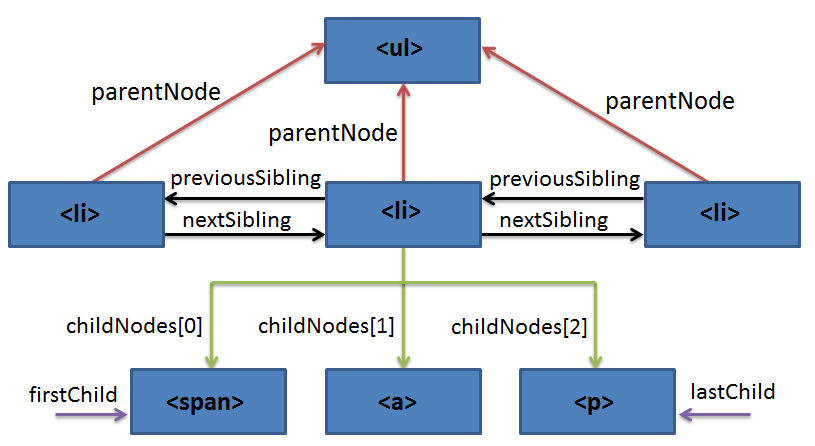 <ul>
parentNode
parentNode
parentNode
previousSibling
previousSibling
<li>
<li>
<li>
nextSibling
nextSibling
childNodes[0]
childNodes[1]
childNodes[2]
firstChild
<span>
<a>
<p>
lastChild